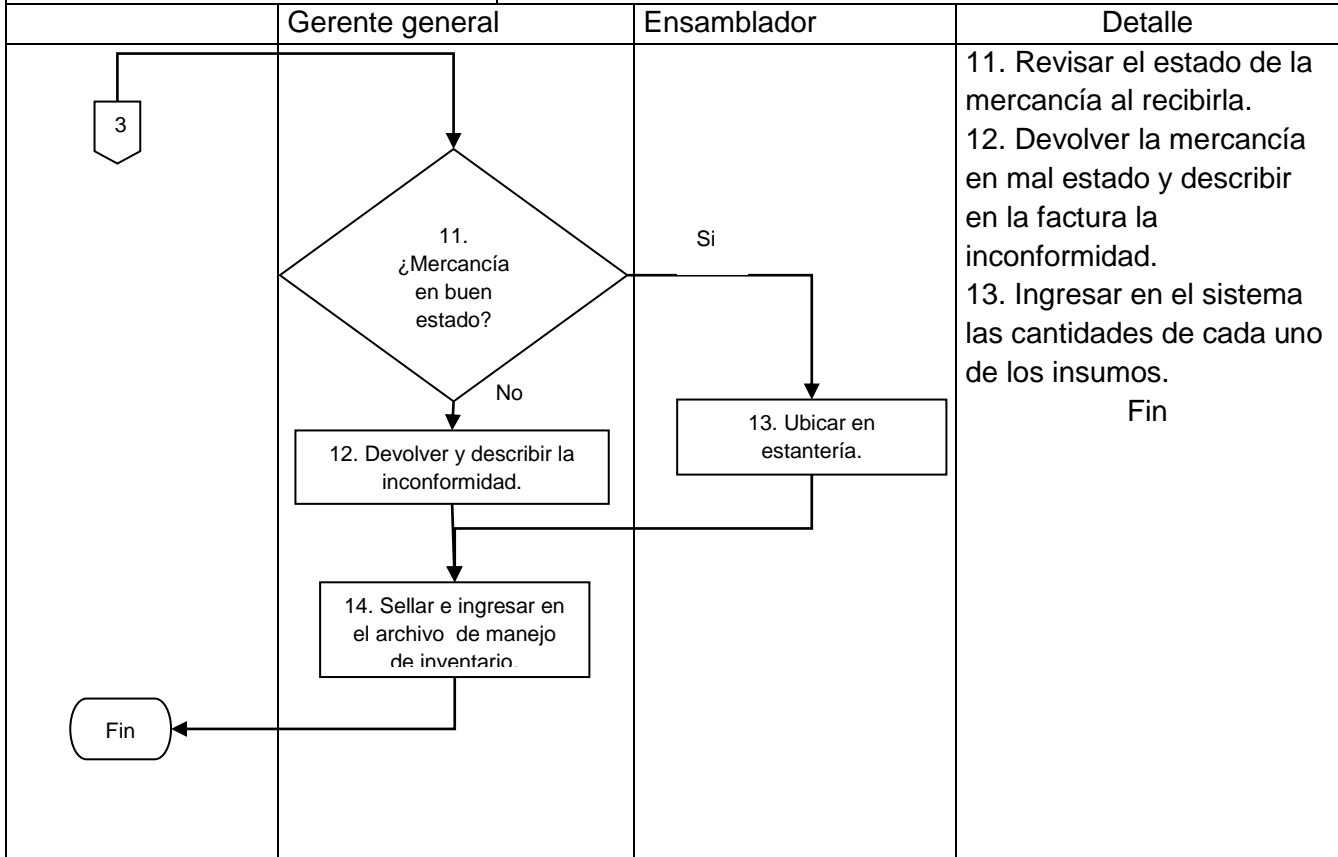 Gerente general
Ensamblador
Detalle
3
11.
¿Mercancía
en buen
estado?
Si
No
12. Devolver y describir la
inconformidad.
13. Ubicar en
estantería.
14. Sellar e ingresar en
el archivo de manejo
de inventario.
Fin
11. Revisar el estado de la
mercancía al recibirla.
12. Devolver la mercancía
en mal estado y describir
en la factura la
inconformidad.
13. Ingresar en el sistema
las cantidades de cada uno
de los insumos.
Fin